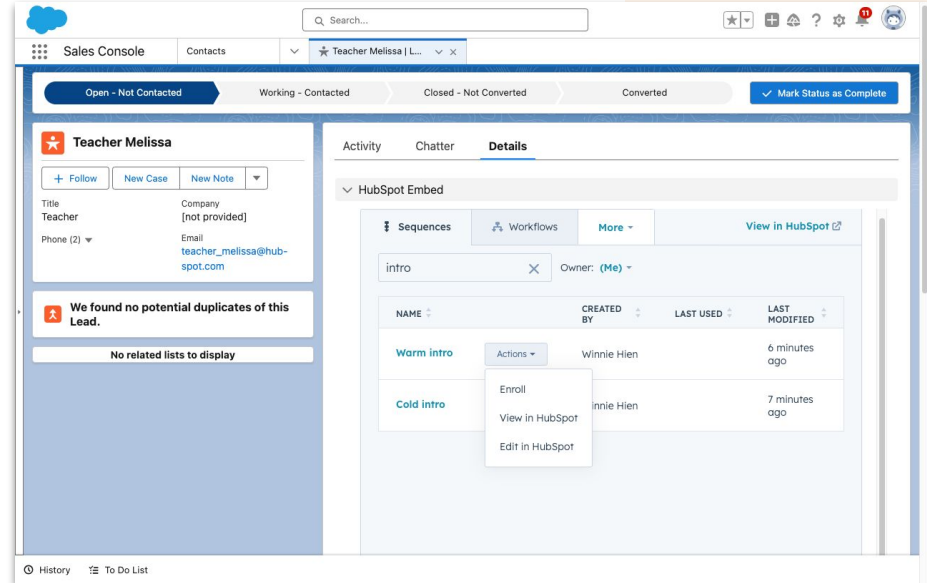 Search...
11
Sales Console
Contacts
Teacher Melissa | L...
Open - Not Contacted
Working - Contacted
Closed - Not Converted
Converted
Mark Status as Complete
Teacher Melissa
+ Follow
New Case
New Note
Title
Teacher
Company
[not provided]
Phone (2)
Email
teacher_melissa@hub-
spot.com
We found no potential duplicates of this
Lead.
No related lists to display
Activity
Chatter
Details
HubSpot Embed
Sequences
Workflows
More
View in HubSpot
intro
Owner: (Me)
NAME
CREATED
BY
LAST USED
LAST
MODIFIED
Warm intro
Actions
Winnie Hien
6 minutes
ago
Enroll
View in HubSpot
Edit in HubSpot
Cold intro
innie Hien
7 minutes
ago
History
To Do List